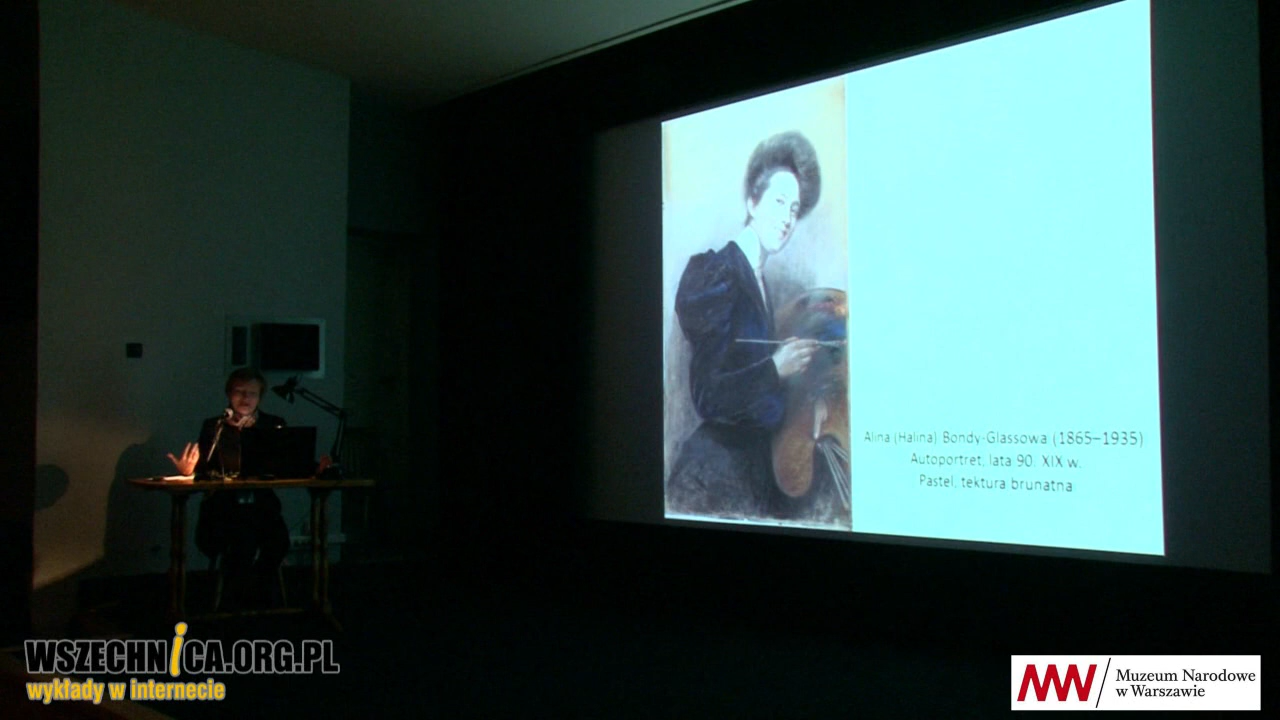 Alina (Halina) Bondy-Glassowa (1865–1935)
Autoportret, lata 90. XIX w.
Pastel, tektura brunatna
WSZECHNiCA.ORG.PL
wykłady w internecie
MNW
Muzeum Narodowe
w Warszawie